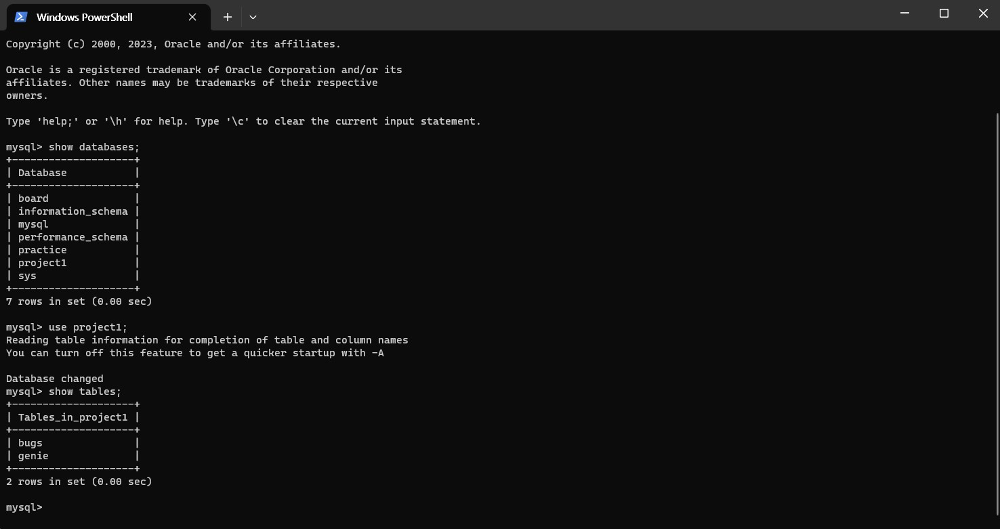 Windows PowerShell
Copyright (c) 2000, 2023, Oracle and/or its affiliates.
Oracle is a registered trademark of Oracle Corporation and/or its
affiliates. Other names may be trademarks of their respective
owners.
Type 'help;' or '\h' for help. Type '\c' to clear the current input statement.
mysql> show databases;
+--------------------+
| Database           |
+--------------------+
| board              |
| information_schema |
| mysql              |
| performance_schema |
| practice           |
| project1           |
| sys                |
+--------------------+
7 rows in set (0.00 sec)
mysql> use project1;
Reading table information for completion of table and column names
You can turn off this feature to get a quicker startup with -A
Database changed
mysql> show tables;
+--------------------+
| Tables_in_project1 |
+--------------------+
| bugs               |
| genie              |
+--------------------+
2 rows in set (0.00 sec)
mysql>